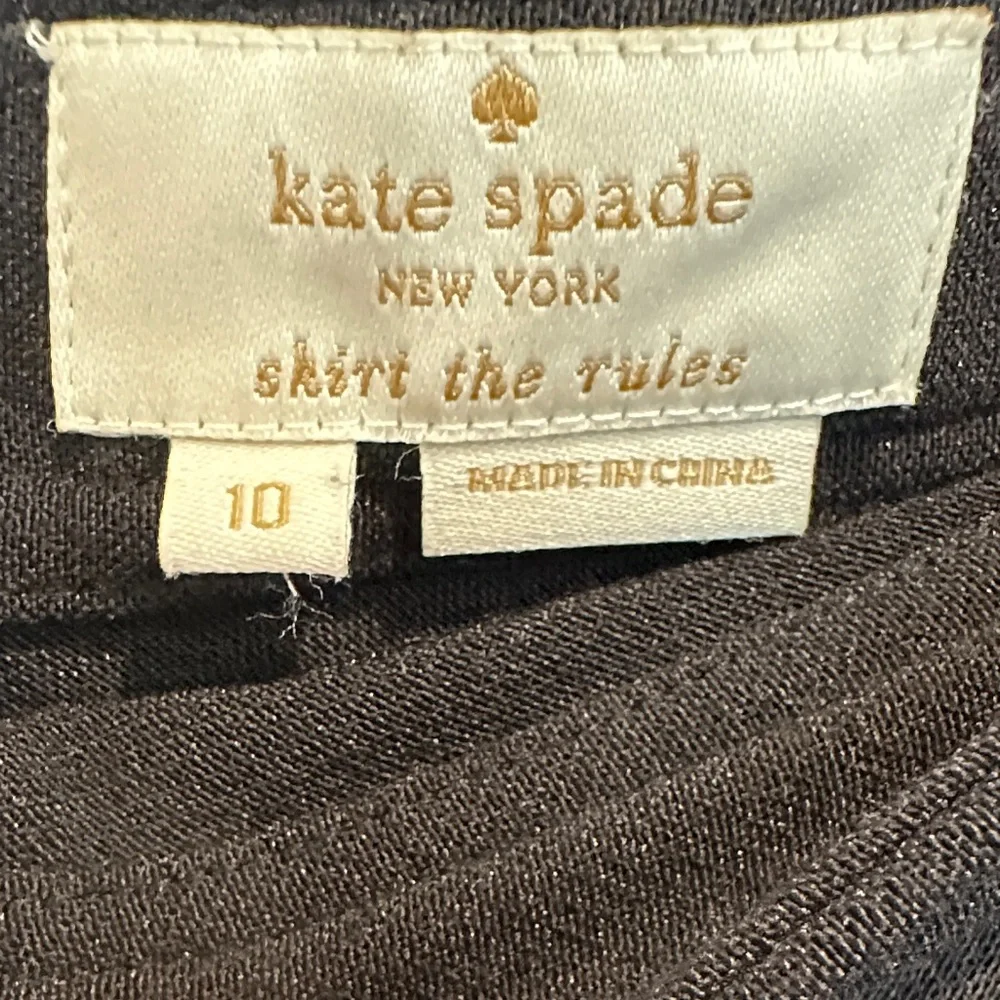 kate spade
NEW YORK
skirt the rules
10
MADE IN CHINA